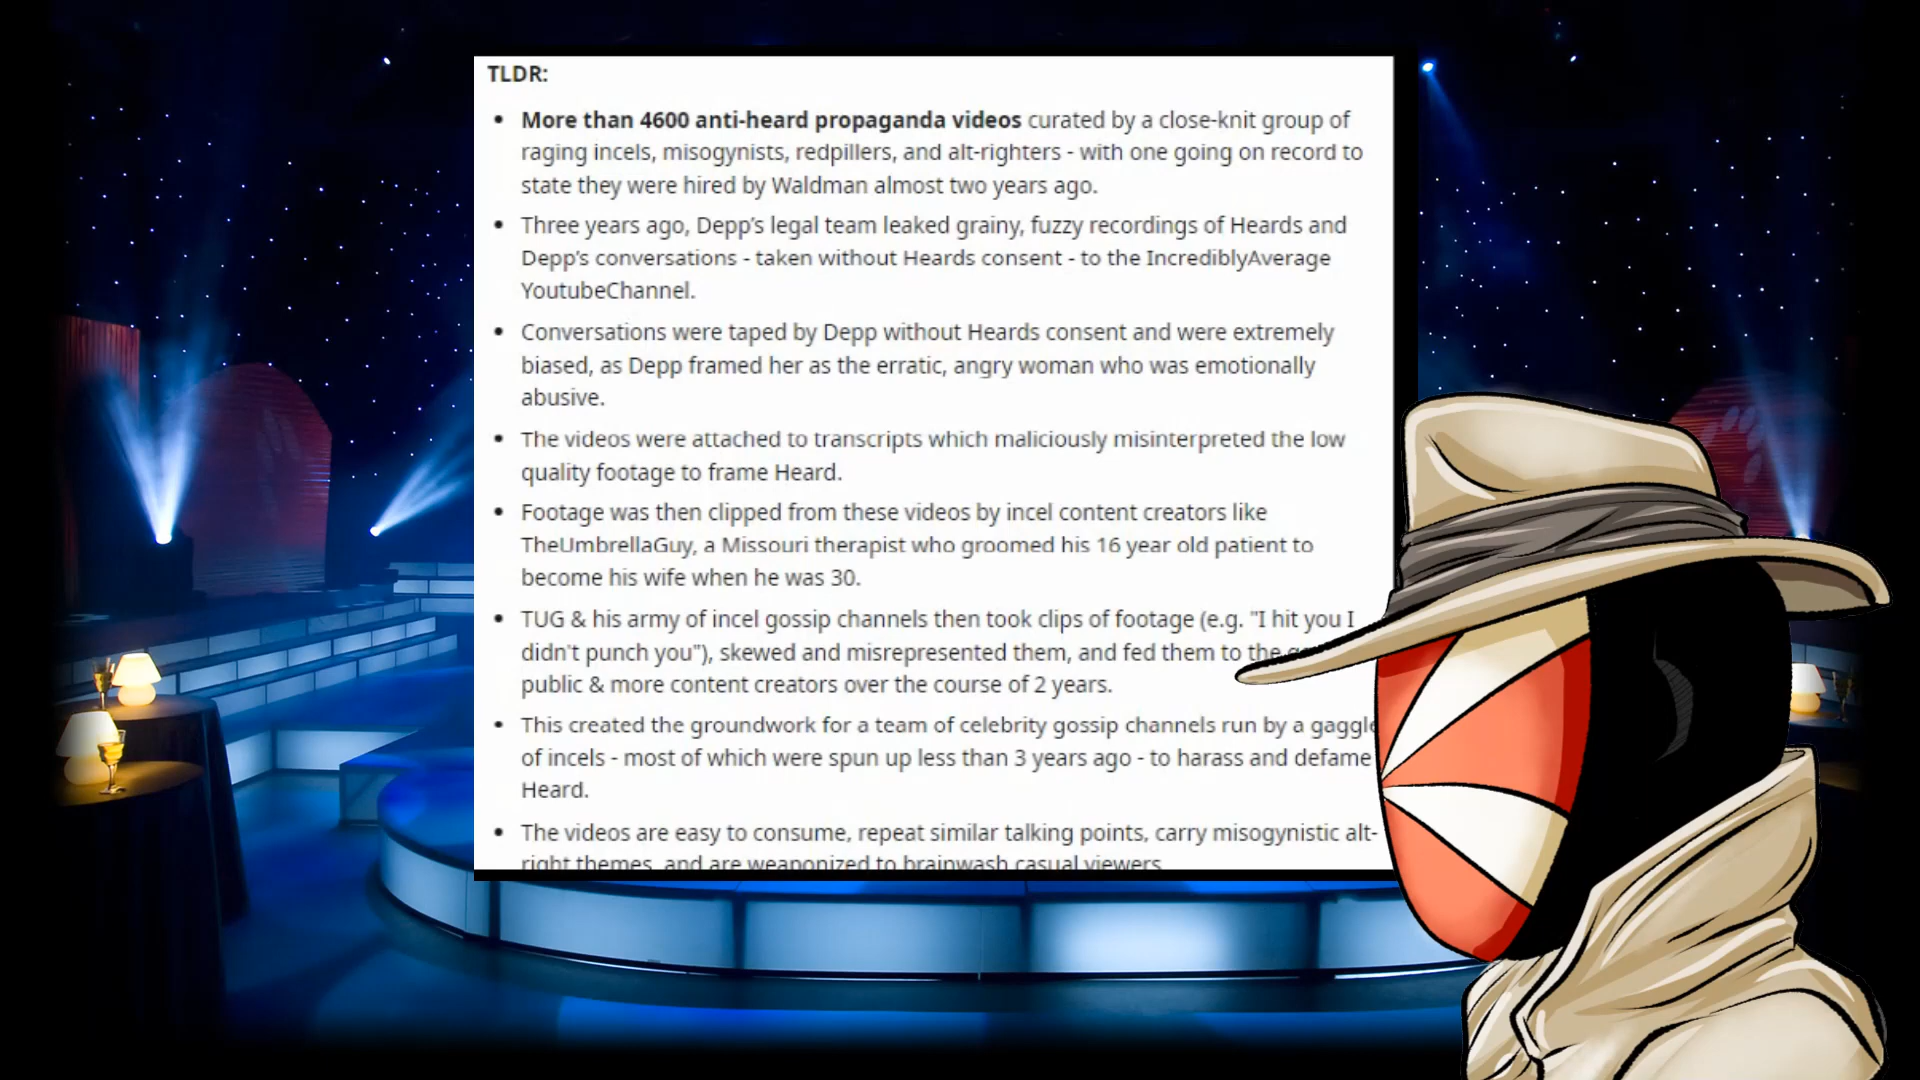 TLDR:
• More than 4600 anti-heard propaganda videos curated by a close-knit group of
raging incels, misogynists, redpillers, and alt-righters - with one going on record to
state they were hired by Waldman almost two years ago.
• Three years ago, Depp's legal team leaked grainy, fuzzy recordings of Heards and
Depp's conversations - taken without Heards consent - to the IncrediblyAverage
YoutubeChannel.
• Conversations were taped by Depp without Heards consent and were extremely
biased, as Depp framed her as the erratic, angry woman who was emotionally
abusive.
• The videos were attached to transcripts which maliciously misinterpreted the low
quality footage to frame Heard.
• Footage was then clipped from these videos by incel content creators like
TheUmbrellaGuy, a Missouri therapist who groomed his 16 year old patient to
become his wife when he was 30.
• TUG & his army of incel gossip channels then took clips of footage (e.g. "I hit you I
didn't punch you"), skewed and misrepresented them, and fed them to the
public & more content creators over the course of 2 years.
• This created the groundwork for a team of celebrity gossip channels run by a gaggle
of incels - most of which were spun up less than 3 years ago - to harass and defame
Heard.
• The videos are easy to consume, repeat similar talking points, carry misogynistic alt-
right themes, and are weaponized to brainwash casual viewers